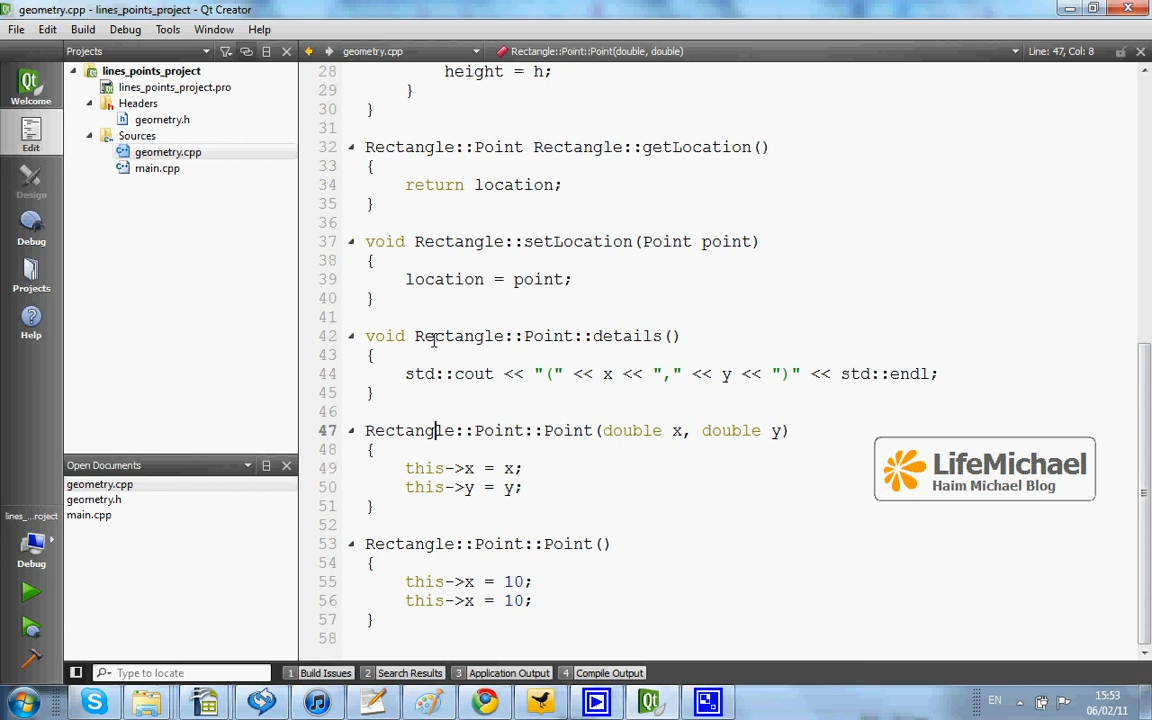 geometry.cpp - lines_points_project - Qt Creator
File Edit Build Debug Tools Window Help
Projects
geometry.cpp
Rectangle::Point::Point(double, double)
Line: 47, Col: 8
Welcome
Edit
Design
Debug
Projects
Help
lines_points_project
lines_points_project.pro
Headers
geometry.h
Sources
geometry.cpp
main.cpp
28 height = h;
29 }
30 }
31
32 Rectangle::Point Rectangle::getLocation()
33 {
34 return location;
35 }
36
37 void Rectangle::setLocation(Point point)
38 {
39 location = point;
40 }
41
42 void Rectangle::Point::details()
43 {
44 std::cout << "(" << x << "," << y << ")" << std::endl;
45 }
46
47 Rectangle::Point::Point(double x, double y)
48 {
49 this->x = x;
50 this->y = y;
51 }
52
53 Rectangle::Point::Point()
54 {
55 this->x = 10;
56 this->x = 10;
57 }
58
LifeMichael
Haim Michael Blog
Open Documents
geometry.cpp
geometry.h
main.cpp
lines_...roject
Debug
Type to locate
1 Build Issues 2 Search Results 3 Application Output 4 Compile Output
EN
15:53
06/02/11